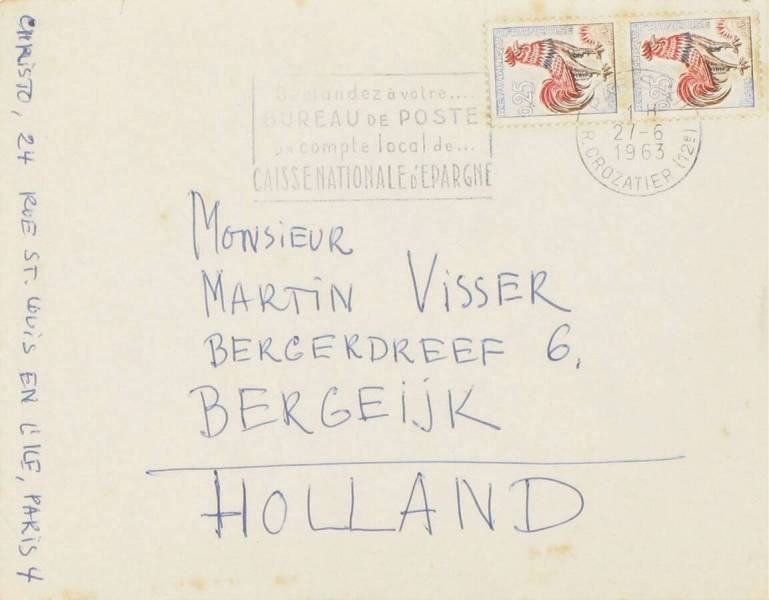 CHRISTO, 24 RUE ST. LOUIS EN L'ILE, PARIS 4
Demandez à votre....
BUREAU DE POSTE
un compte local de...
CAISSE NATIONALE D'EPARGNE
0,25
0,25
27-6
1963
R. CROZATIER (12e)
MONSIEUR
MARTIN VISSER
BERGERDREEF 6,
BERGEIJK
HOLLAND